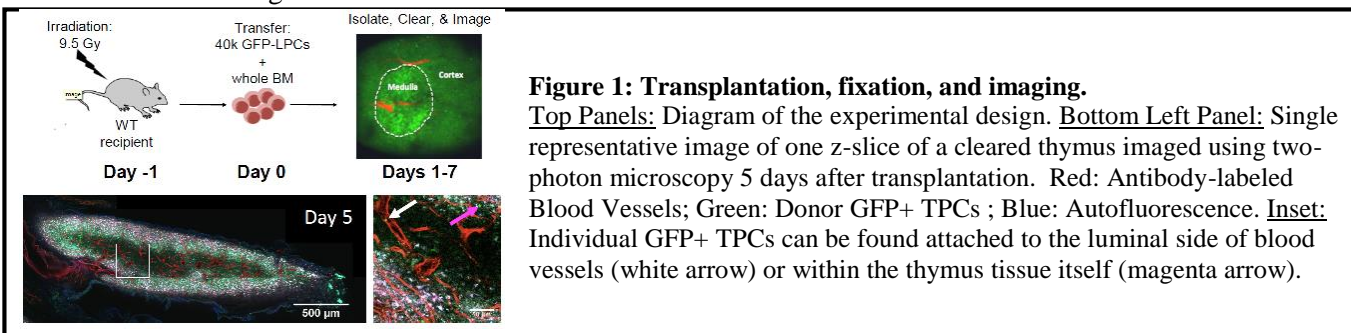 Irradiation:
9.5 Gy
Transfer:
40k GFP-LPCs
+
whole BM
Isolate, Clear, & Image
image
WT
recipient
Medulla
Cortex
Day -1
Day 0
Days 1-7
Day 5
500 µm
Figure 1: Transplantation, fixation, and imaging.
Top Panels: Diagram of the experimental design. Bottom Left Panel: Single
representative image of one z-slice of a cleared thymus imaged using two-
photon microscopy 5 days after transplantation. Red: Antibody-labeled
Blood Vessels; Green: Donor GFP+ TPCs ; Blue: Autofluorescence. Inset:
Individual GFP+ TPCs can be found attached to the luminal side of blood
vessels (white arrow) or within the thymus tissue itself (magenta arrow).